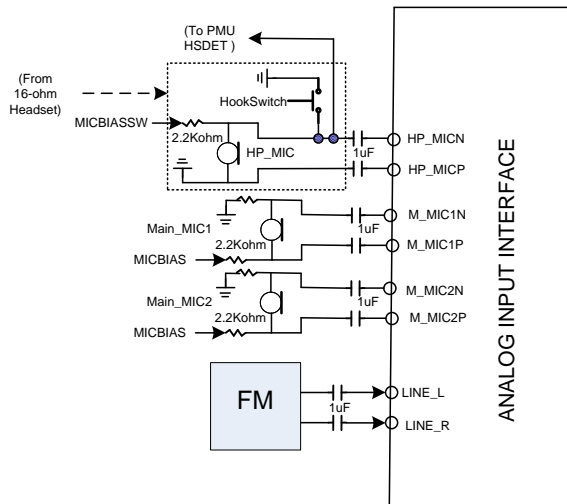 (To PMU
HSDET )
(From
16-ohm
Headset)
HookSwitch
MICBIASSW
2.2Kohm
HP_MIC
1uF
HP_MICN
HP_MICP
Main_MIC1
1uF
M_MIC1N
2.2Kohm
M_MIC1P
MICBIAS
Main_MIC2
1uF
M_MIC2N
2.2Kohm
M_MIC2P
MICBIAS
FM
1uF
LINE_L
LINE_R
ANALOG INPUT INTERFACE